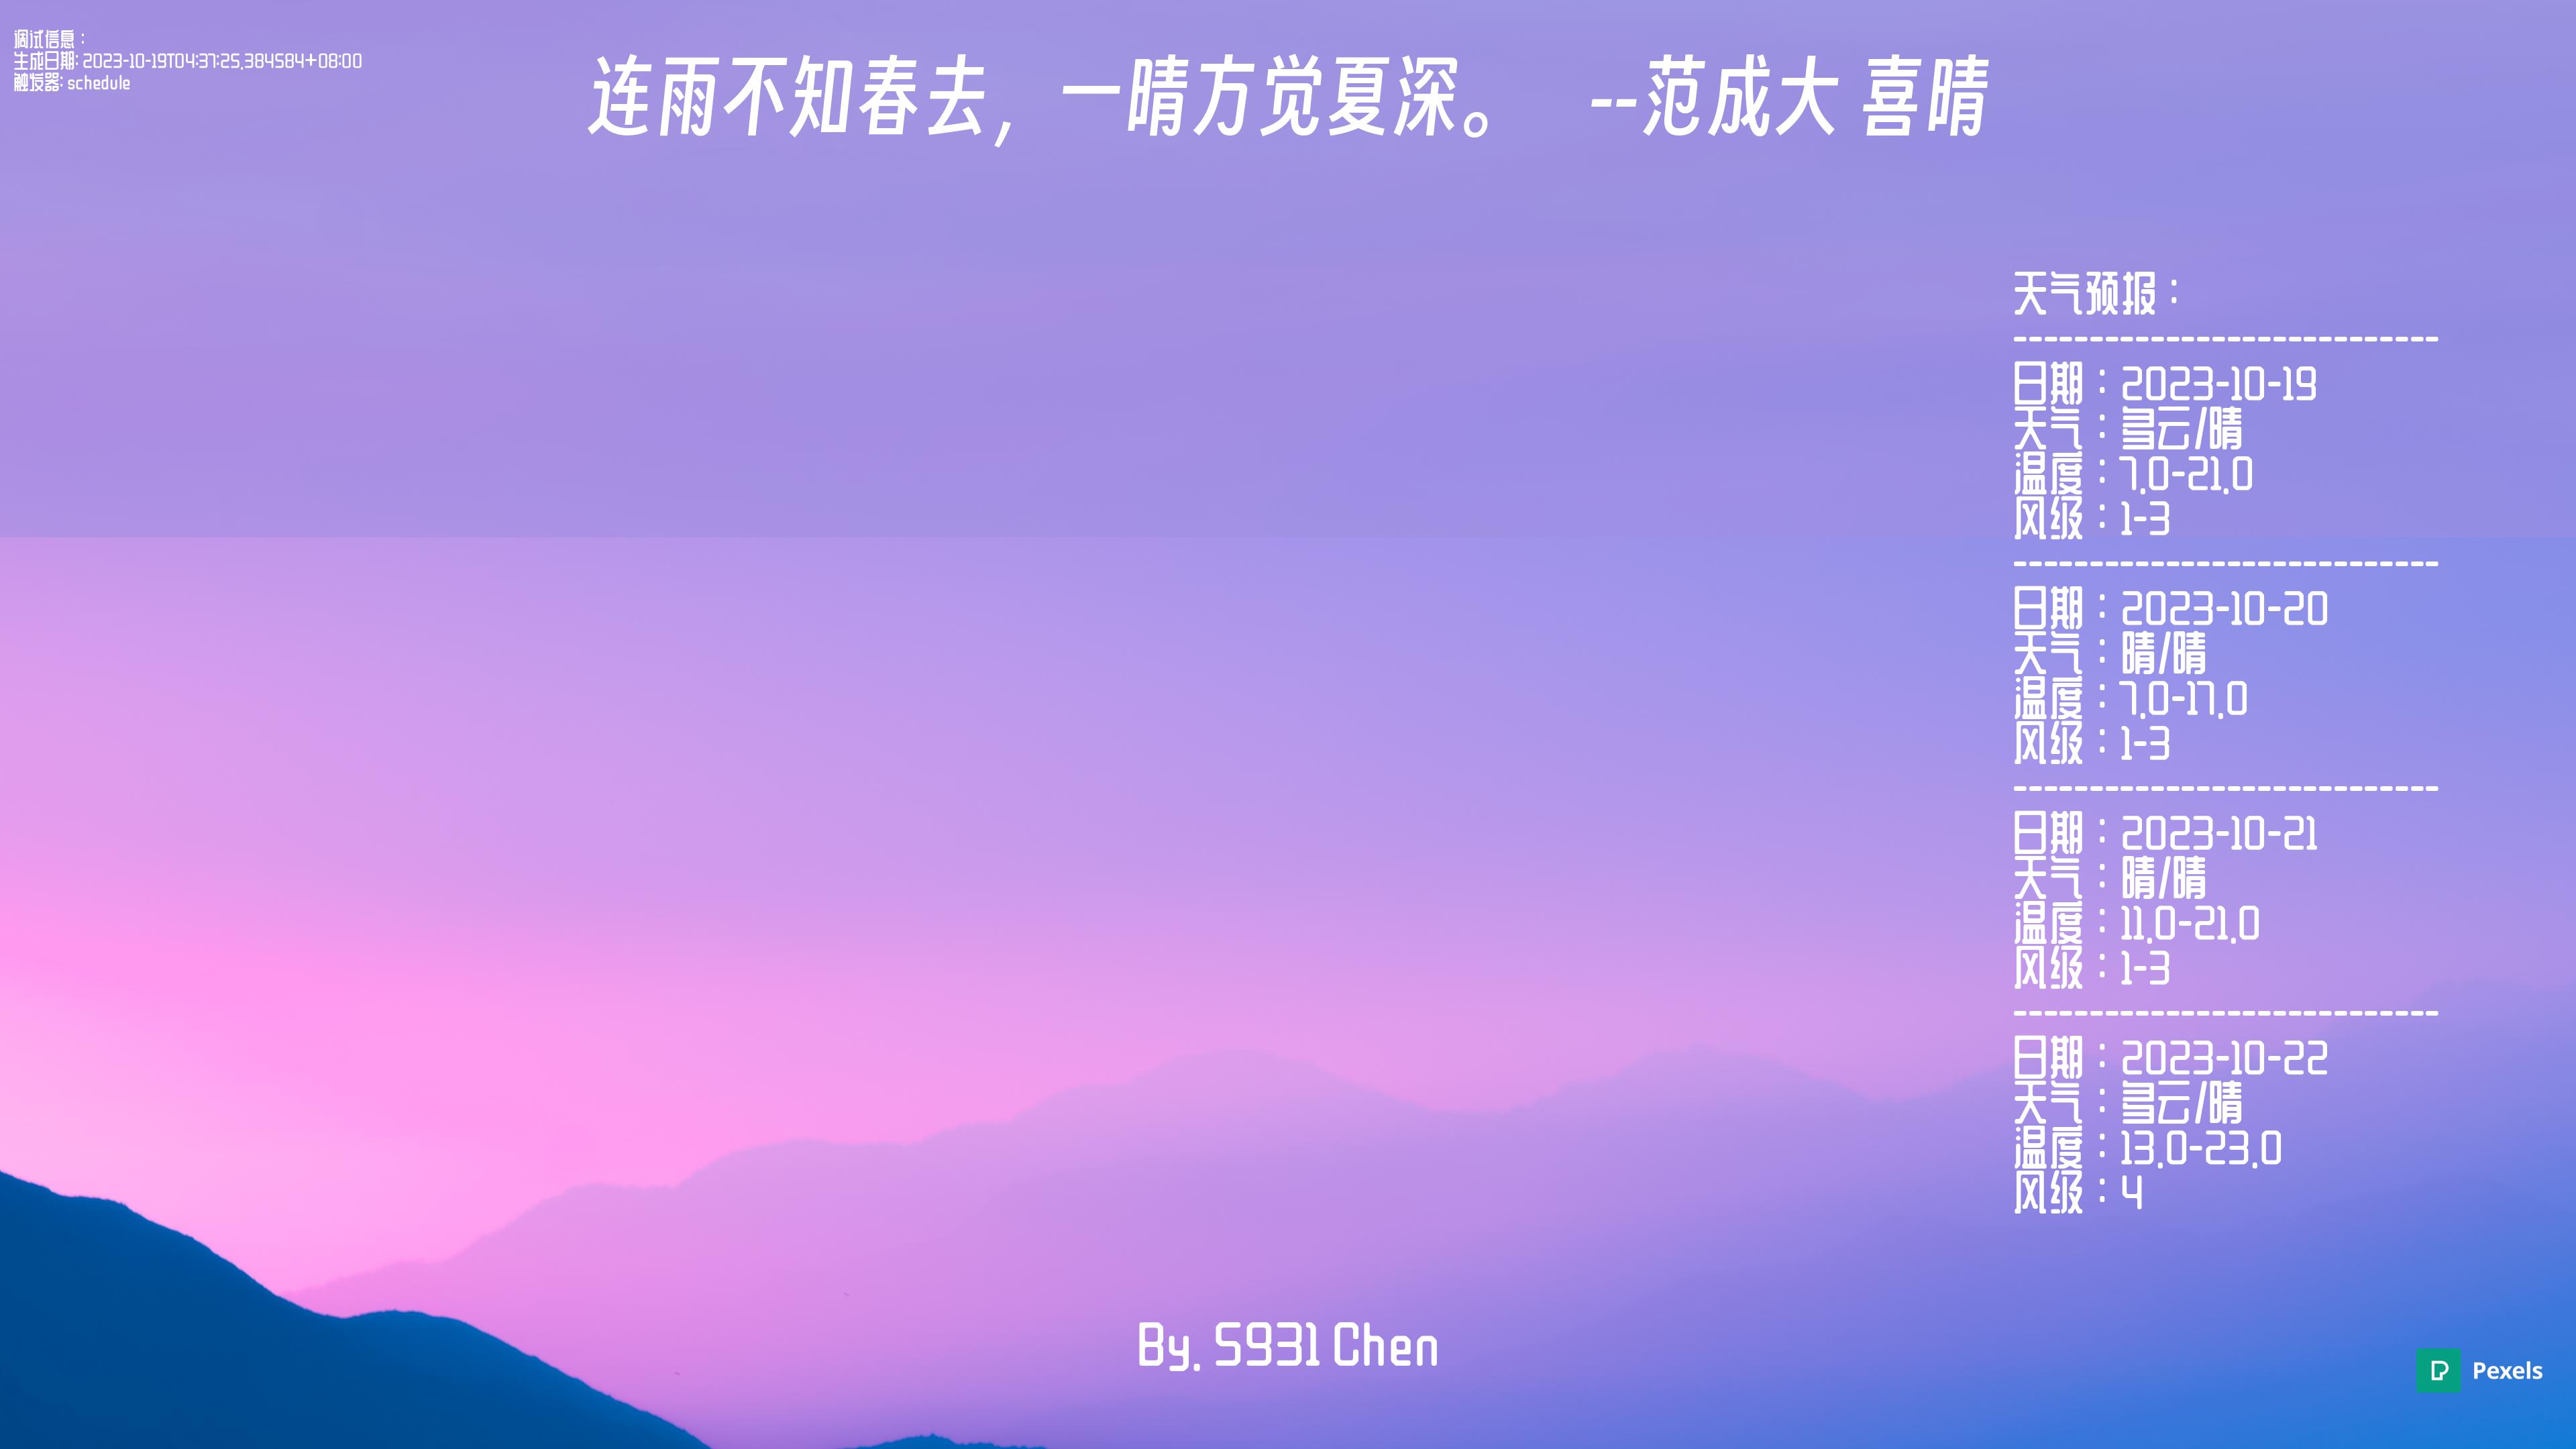 调试信息：
生成日期: 2023-10-19T04:37:25.384584+08:00
触发器: schedule
连雨不知春去，一晴方觉夏深。 --范成大 喜晴
天气预报：
----------------------------
日期：2023-10-19
天气：多云/晴
温度：7.0-21.0
风级：1-3
----------------------------
日期：2023-10-20
天气：晴/晴
温度：7.0-17.0
风级：1-3
----------------------------
日期：2023-10-21
天气：晴/晴
温度：11.0-21.0
风级：1-3
----------------------------
日期：2023-10-22
天气：多云/晴
温度：13.0-23.0
风级：4
By. S931 Chen
Pexels